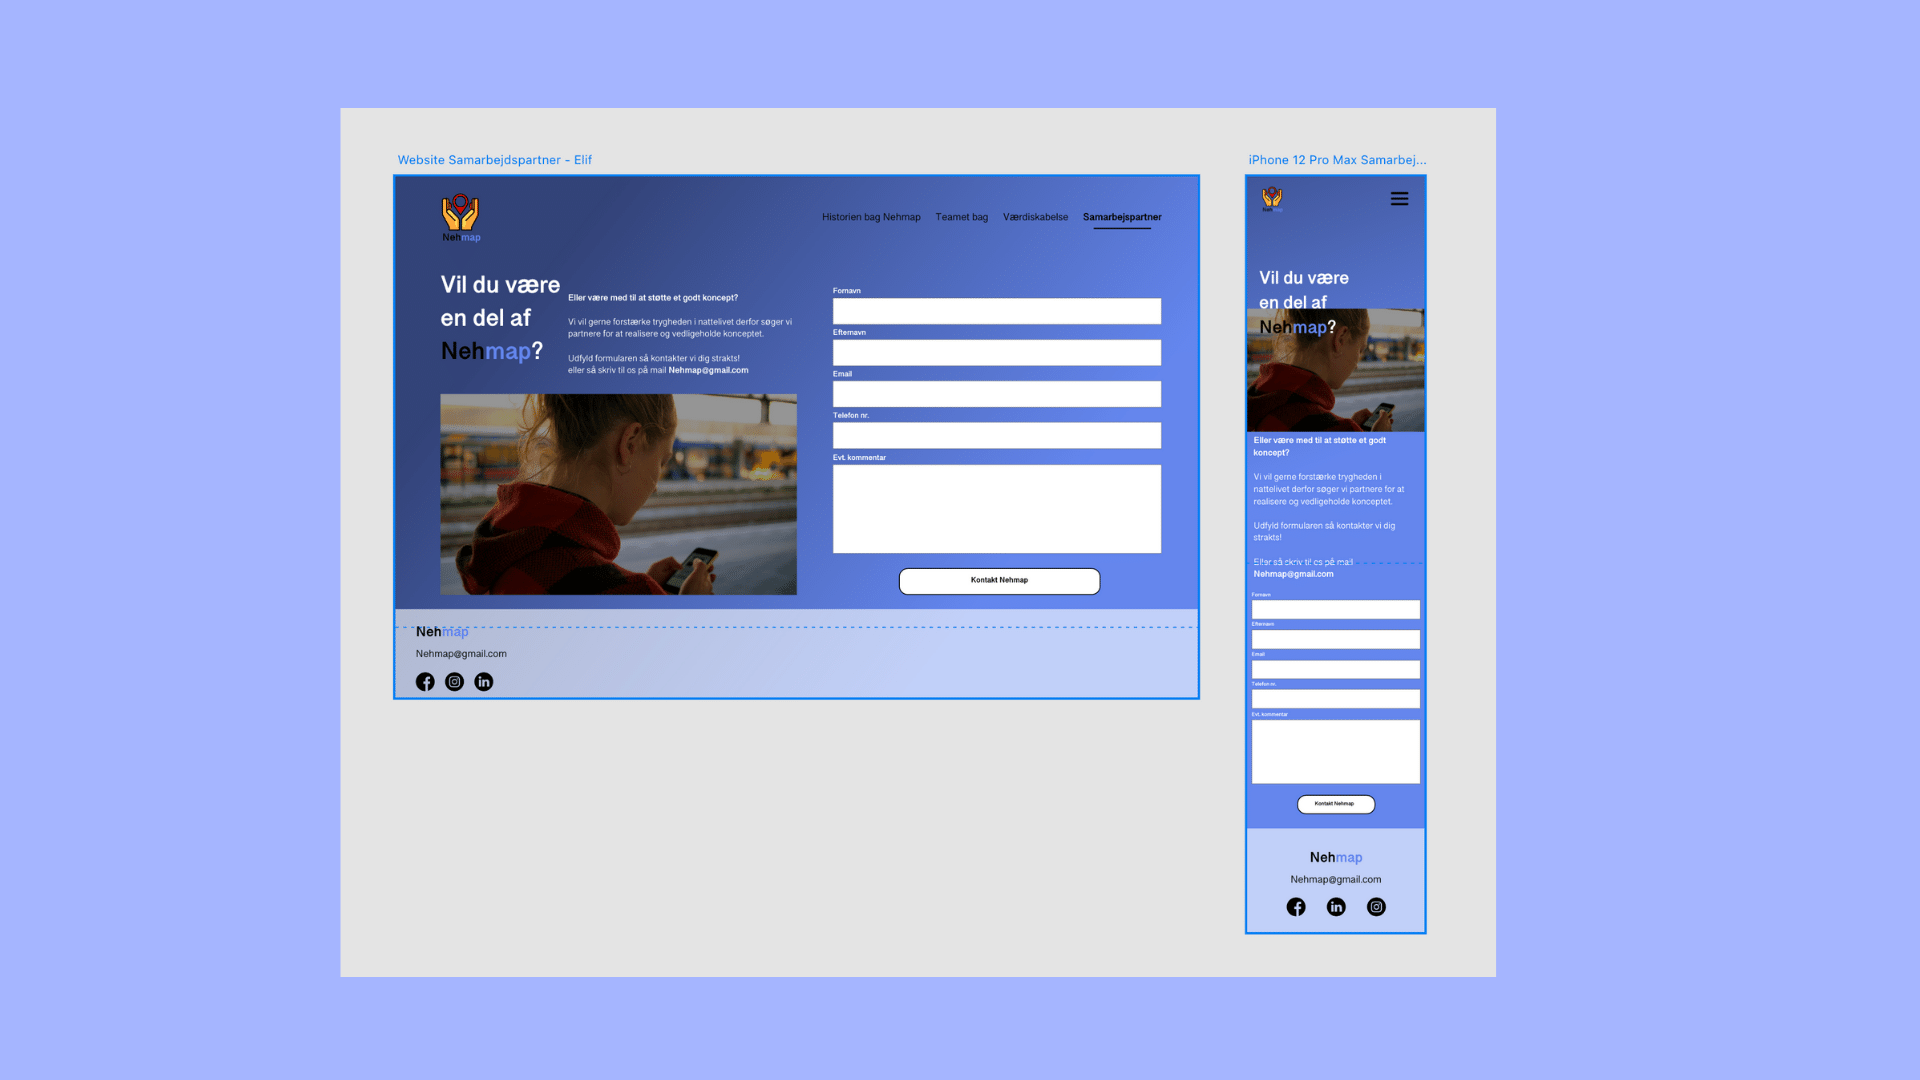 Website Samarbejdspartner - Elif
Nehmap
Historien bag Nehmap
Teamet bag
Værdiskabelse
Samarbejspartner
Vil du være
en del af
Nehmap?
Eller være med til at støtte et godt koncept?
Vi vil gerne forstærke trygheden i nattelivet derfor søger vi
partnere for at realisere og vedligeholde konceptet.
Udfyld formularen så kontakter vi dig strakts!
eller så skriv til os på mail Nehmap@gmail.com
Fornavn
Efternavn
Email
Telefon nr.
Evt. kommentar
Kontakt Nehmap
Nehmap
Nehmap@gmail.com
iPhone 12 Pro Max Samarbej...
Nehmap
Vil du være
en del af
Nehmap?
Eller være med til at støtte et godt
koncept?
Vi vil gerne forstærke trygheden i
nattelivet derfor søger vi partnere for at
realisere og vedligeholde konceptet.
Udfyld formularen så kontakter vi dig
strakts!
Eller så skriv til os på mail
Nehmap@gmail.com
Fornavn
Efternavn
Email
Telefon nr.
Evt. kommentar
Kontakt Nehmap
Nehmap
Nehmap@gmail.com